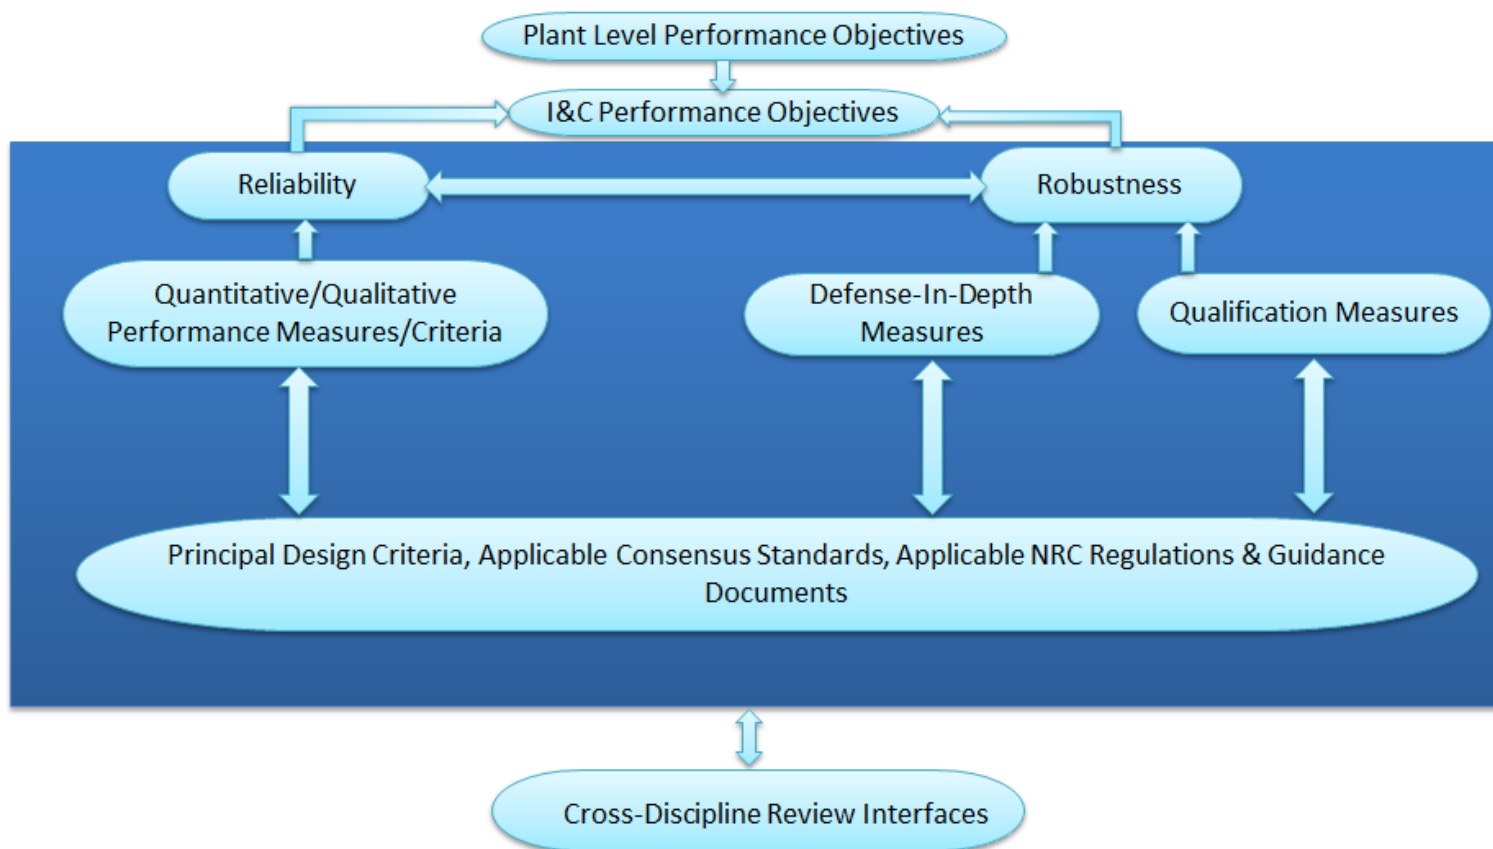 Plant Level Performance Objectives
I&C Performance Objectives
Reliability
Robustness
Quantitative/Qualitative
Performance Measures/Criteria
Defense-In-Depth
Measures
Qualification Measures
Principal Design Criteria, Applicable Consensus Standards, Applicable NRC Regulations & Guidance
Documents
Cross-Discipline Review Interfaces